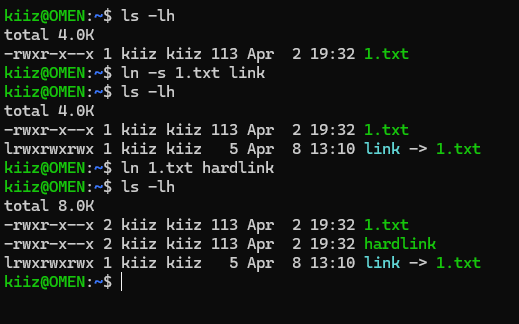 kiiz@OMEN:~$ ls -lh
total 4.0K
-rwxr-x--x 1 kiiz kiiz 113 Apr  2 19:32 1.txt
kiiz@OMEN:~$ ln -s 1.txt link
kiiz@OMEN:~$ ls -lh
total 4.0K
-rwxr-x--x 1 kiiz kiiz 113 Apr  2 19:32 1.txt
lrwxrwxrwx 1 kiiz kiiz   5 Apr  8 13:10 link -> 1.txt
kiiz@OMEN:~$ ln 1.txt hardlink
kiiz@OMEN:~$ ls -lh
total 8.0K
-rwxr-x--x 2 kiiz kiiz 113 Apr  2 19:32 1.txt
-rwxr-x--x 2 kiiz kiiz 113 Apr  2 19:32 hardlink
lrwxrwxrwx 1 kiiz kiiz   5 Apr  8 13:10 link -> 1.txt
kiiz@OMEN:~$